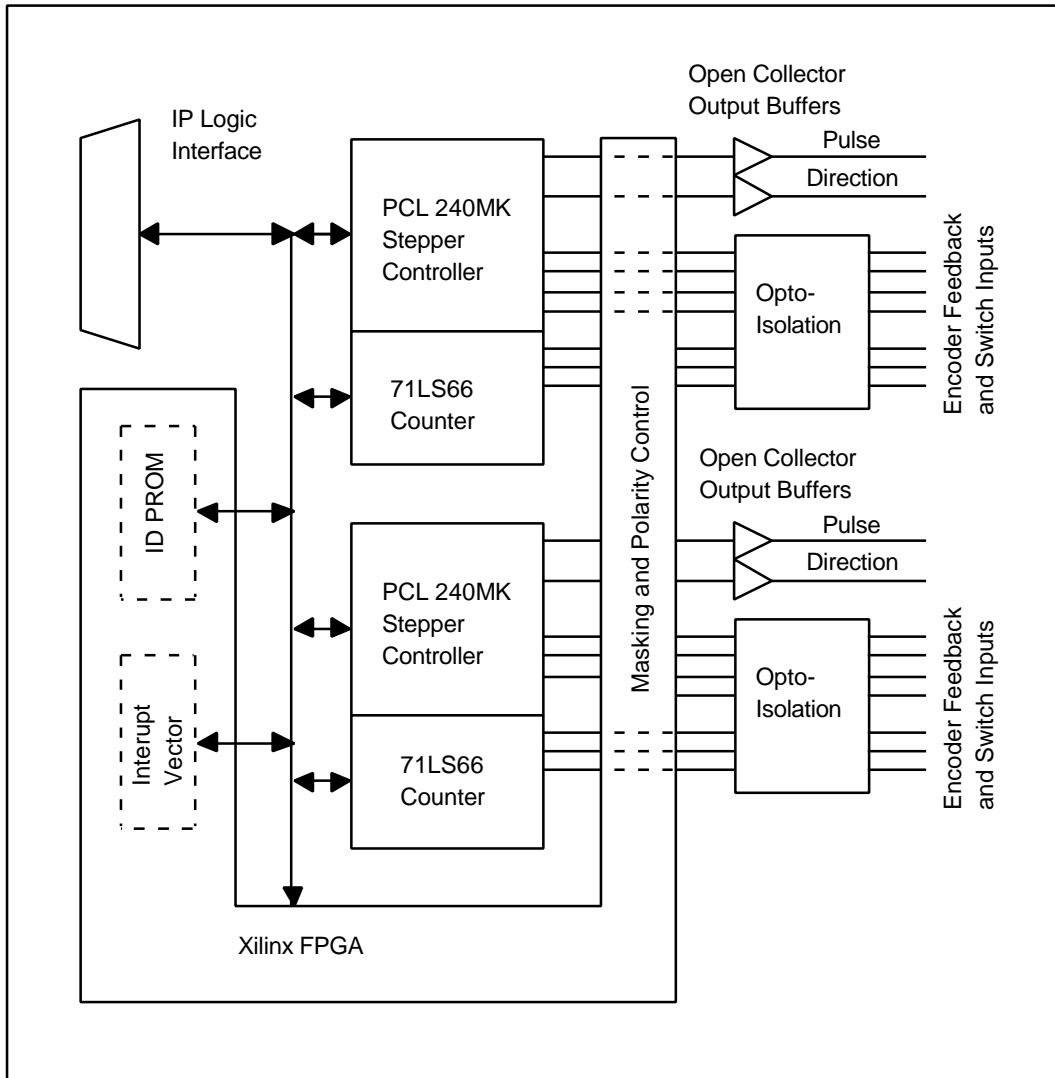 Open Collector
Output Buffers
IP Logic
Interface
Pulse
Direction
PCL 240MK
Stepper
Controller
Opto-
Isolation
Encoder Feedback
and Switch Inputs
71LS66
Counter
Masking and Polarity Control
ID PROM
Open Collector
Output Buffers
Pulse
Direction
PCL 240MK
Stepper
Controller
Opto-
Isolation
Encoder Feedback
and Switch Inputs
Interupt
Vector
71LS66
Counter
Xilinx FPGA